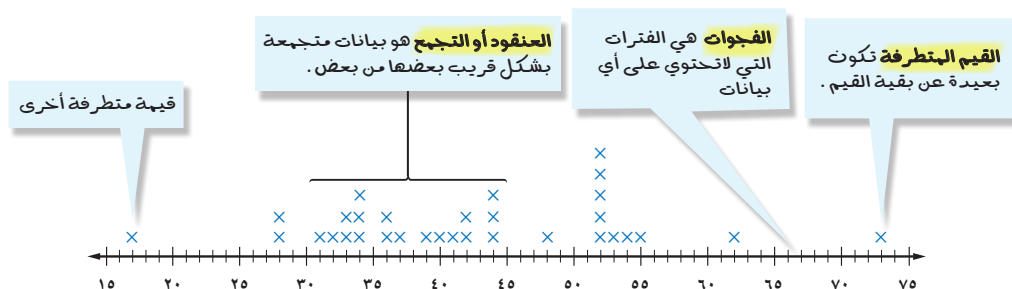 القيم المتطرفة تكون
بعيدة عن بقية القيم .
الفجوات هي الفترات
التي لاتحتوي على أي
بيانات
العنقود أو التجمع هو بيانات متجمعة
بشكل قريب بعضها من بعض .
قيمة متطرفة أخرى
١٥ ٢٠ ٢٥ ٣٠ ٣٥ ٤٠ ٤٥ ٥٠ ٥٥ ٦٠ ٦٥ ٧٠ ٧٥